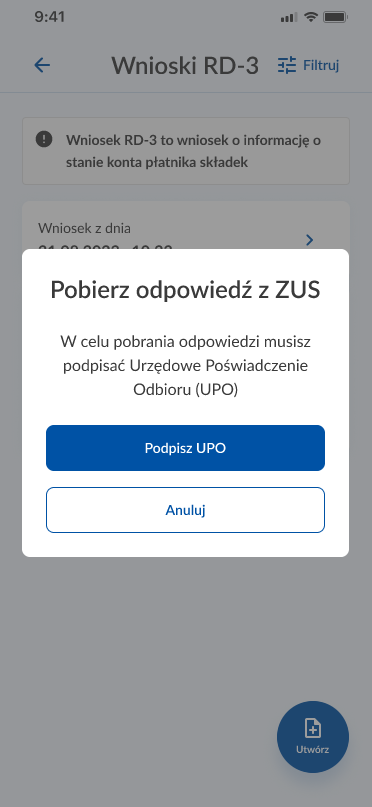 9:41
Wnioski RD-3
Filtruj
Wniosek RD-3 to wniosek o informację o
stanie konta płatnika składek
Wniosek z dnia
Pobierz odpowiedź z ZUS
W celu pobrania odpowiedzi musisz
podpisać Urzędowe Poświadczenie
Odbioru (UPO)
Podpisz UPO
Anuluj
Utwórz